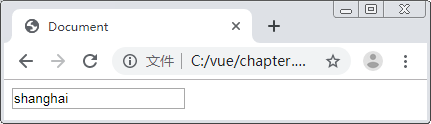 Document
文件 C:/vue/chapter....
shanghai